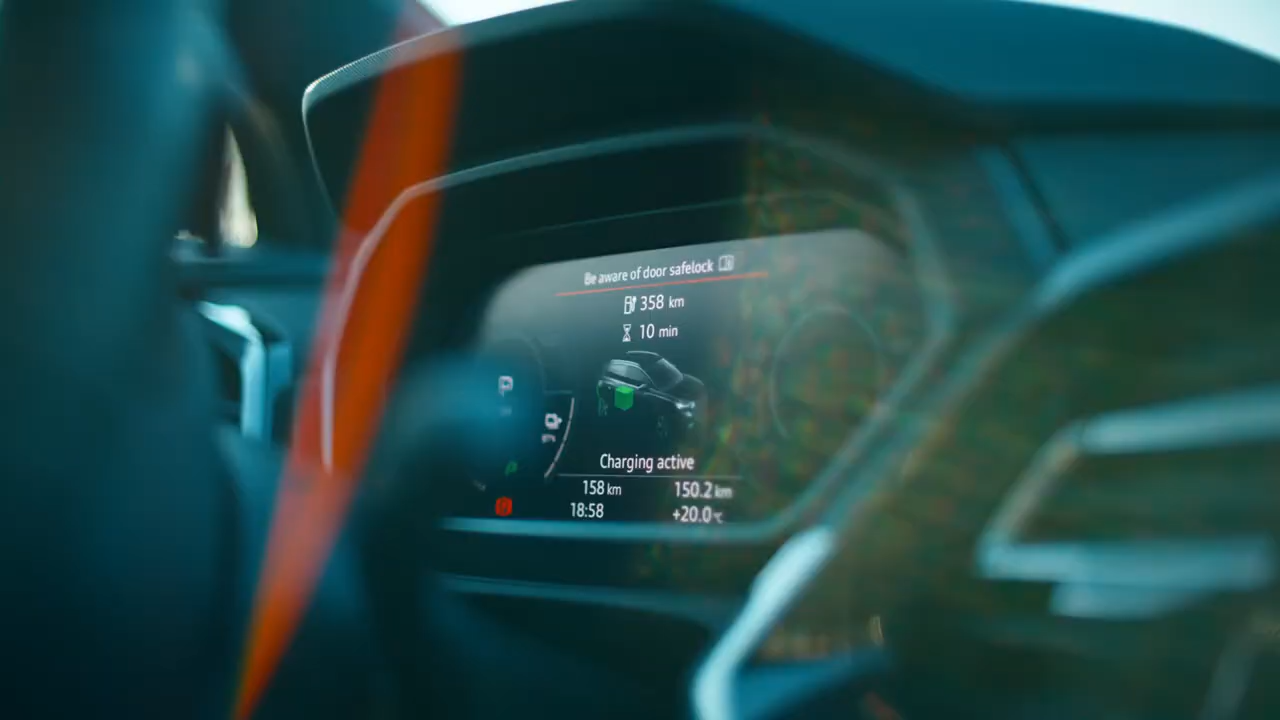 Be aware of door safelock
358 km
10 min
Charging active
158 km 150.2 km
18:58 +20.0°C